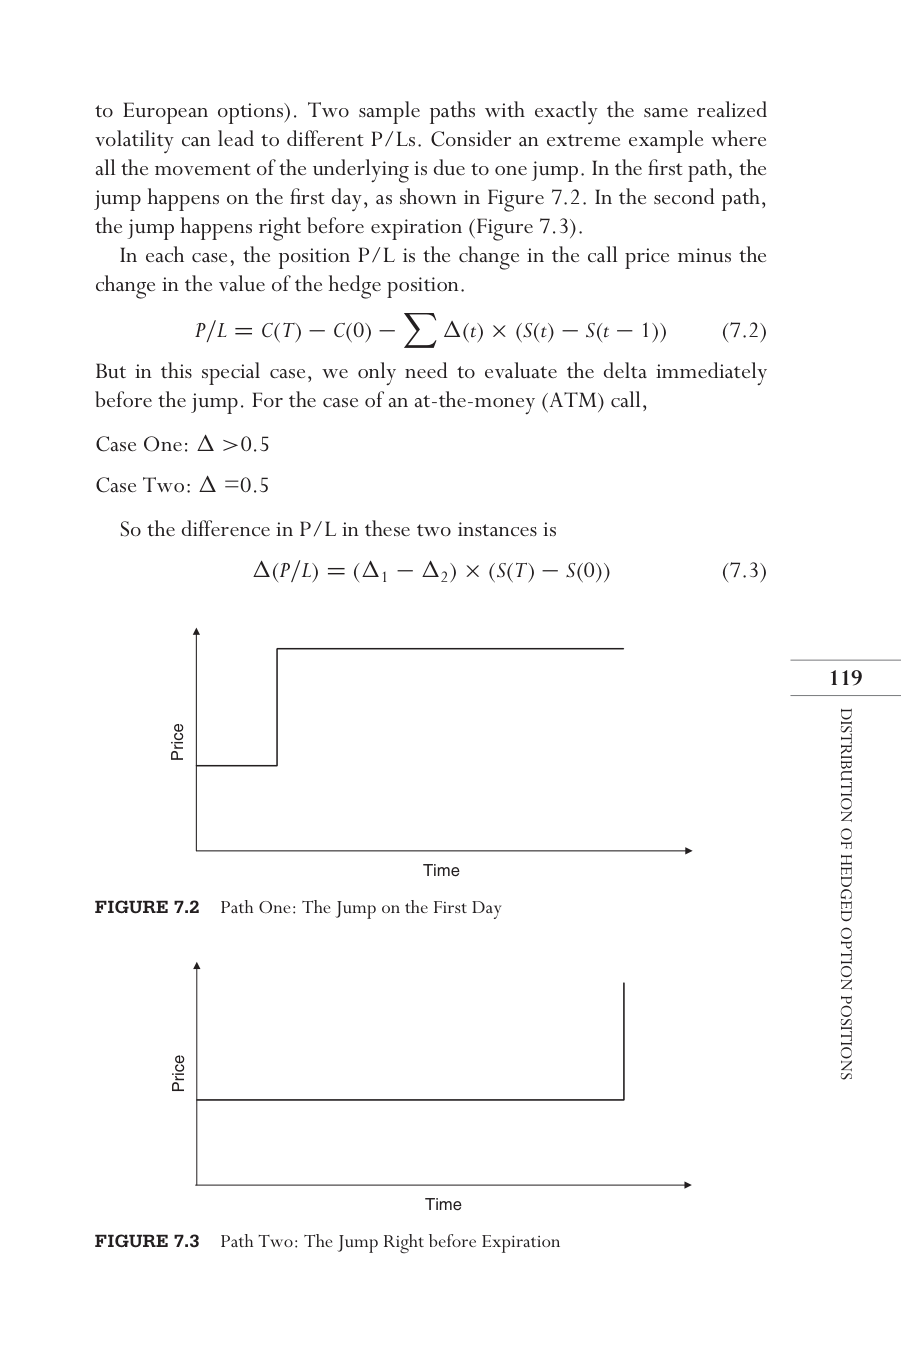 to European options). Two sample paths with exactly the same realized
volatility can lead to different P/Ls. Consider an extreme example where
all the movement of the underlying is due to one jump. In the first path, the
jump happens on the first day, as shown in Figure 7.2. In the second path,
the jump happens right before expiration (Figure 7.3).
In each case, the position P/L is the change in the call price minus the
change in the value of the hedge position.
P/L = C(T) − C(0) − ∑ Δ(t) × (S(t) − S(t − 1)) (7.2)
But in this special case, we only need to evaluate the delta immediately
before the jump. For the case of an at-the-money (ATM) call,
Case One: Δ >0.5
Case Two: Δ =0.5
So the difference in P/L in these two instances is
Δ(P/L) = (Δ₁ − Δ₂) × (S(T) − S(0)) (7.3)
Price
Time
FIGURE 7.2 Path One: The Jump on the First Day
Price
Time
FIGURE 7.3 Path Two: The Jump Right before Expiration
119
DISTRIBUTION OF HEDGED OPTION POSITIONS